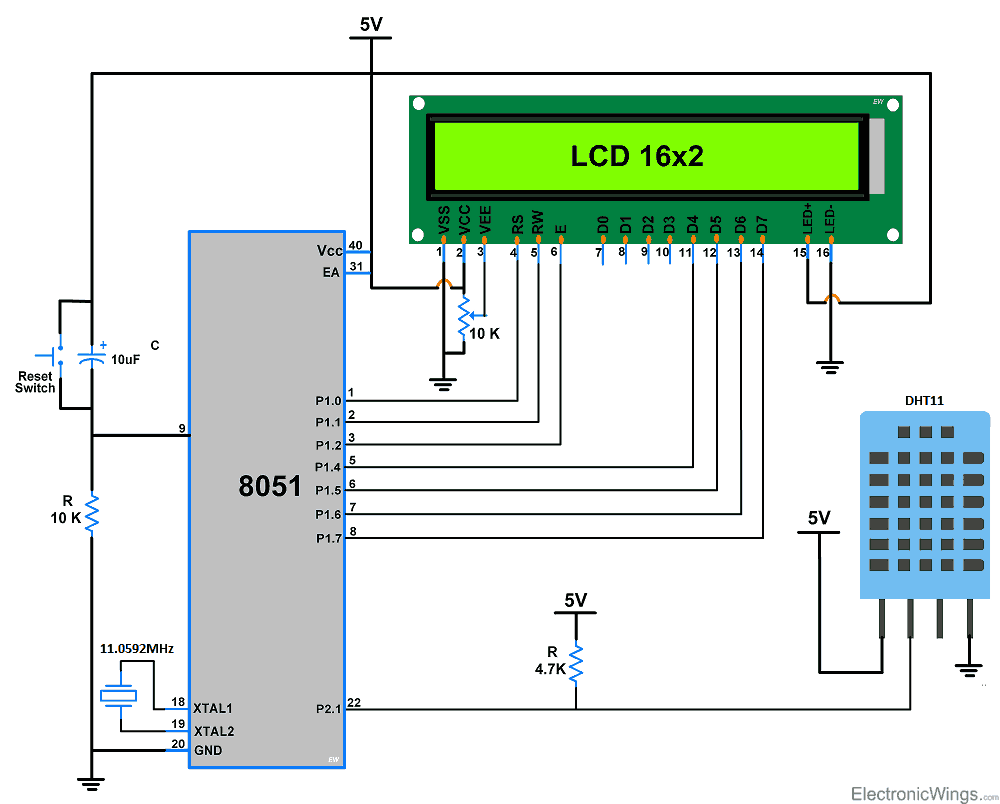 5V
EW
LCD 16x2
VSS VCC VEE RS RW E D0 D1 D2 D3 D4 D5 D6 D7 LED+ LED-
1 2 3 4 5 6 7 8 9 10 11 12 13 14 15 16
Vcc 40
EA 31
10 K
+
10uF
C
Reset
Switch
P1.0 1
P1.1 2
P1.2 3
P1.4 5
P1.5 6
P1.6 7
P1.7 8
9
8051
R
10 K
DHT11
5V
5V
R
4.7K
11.0592MHz
18 XTAL1
19 XTAL2
20 GND
P2.1 22
EW
ElectronicWings.com